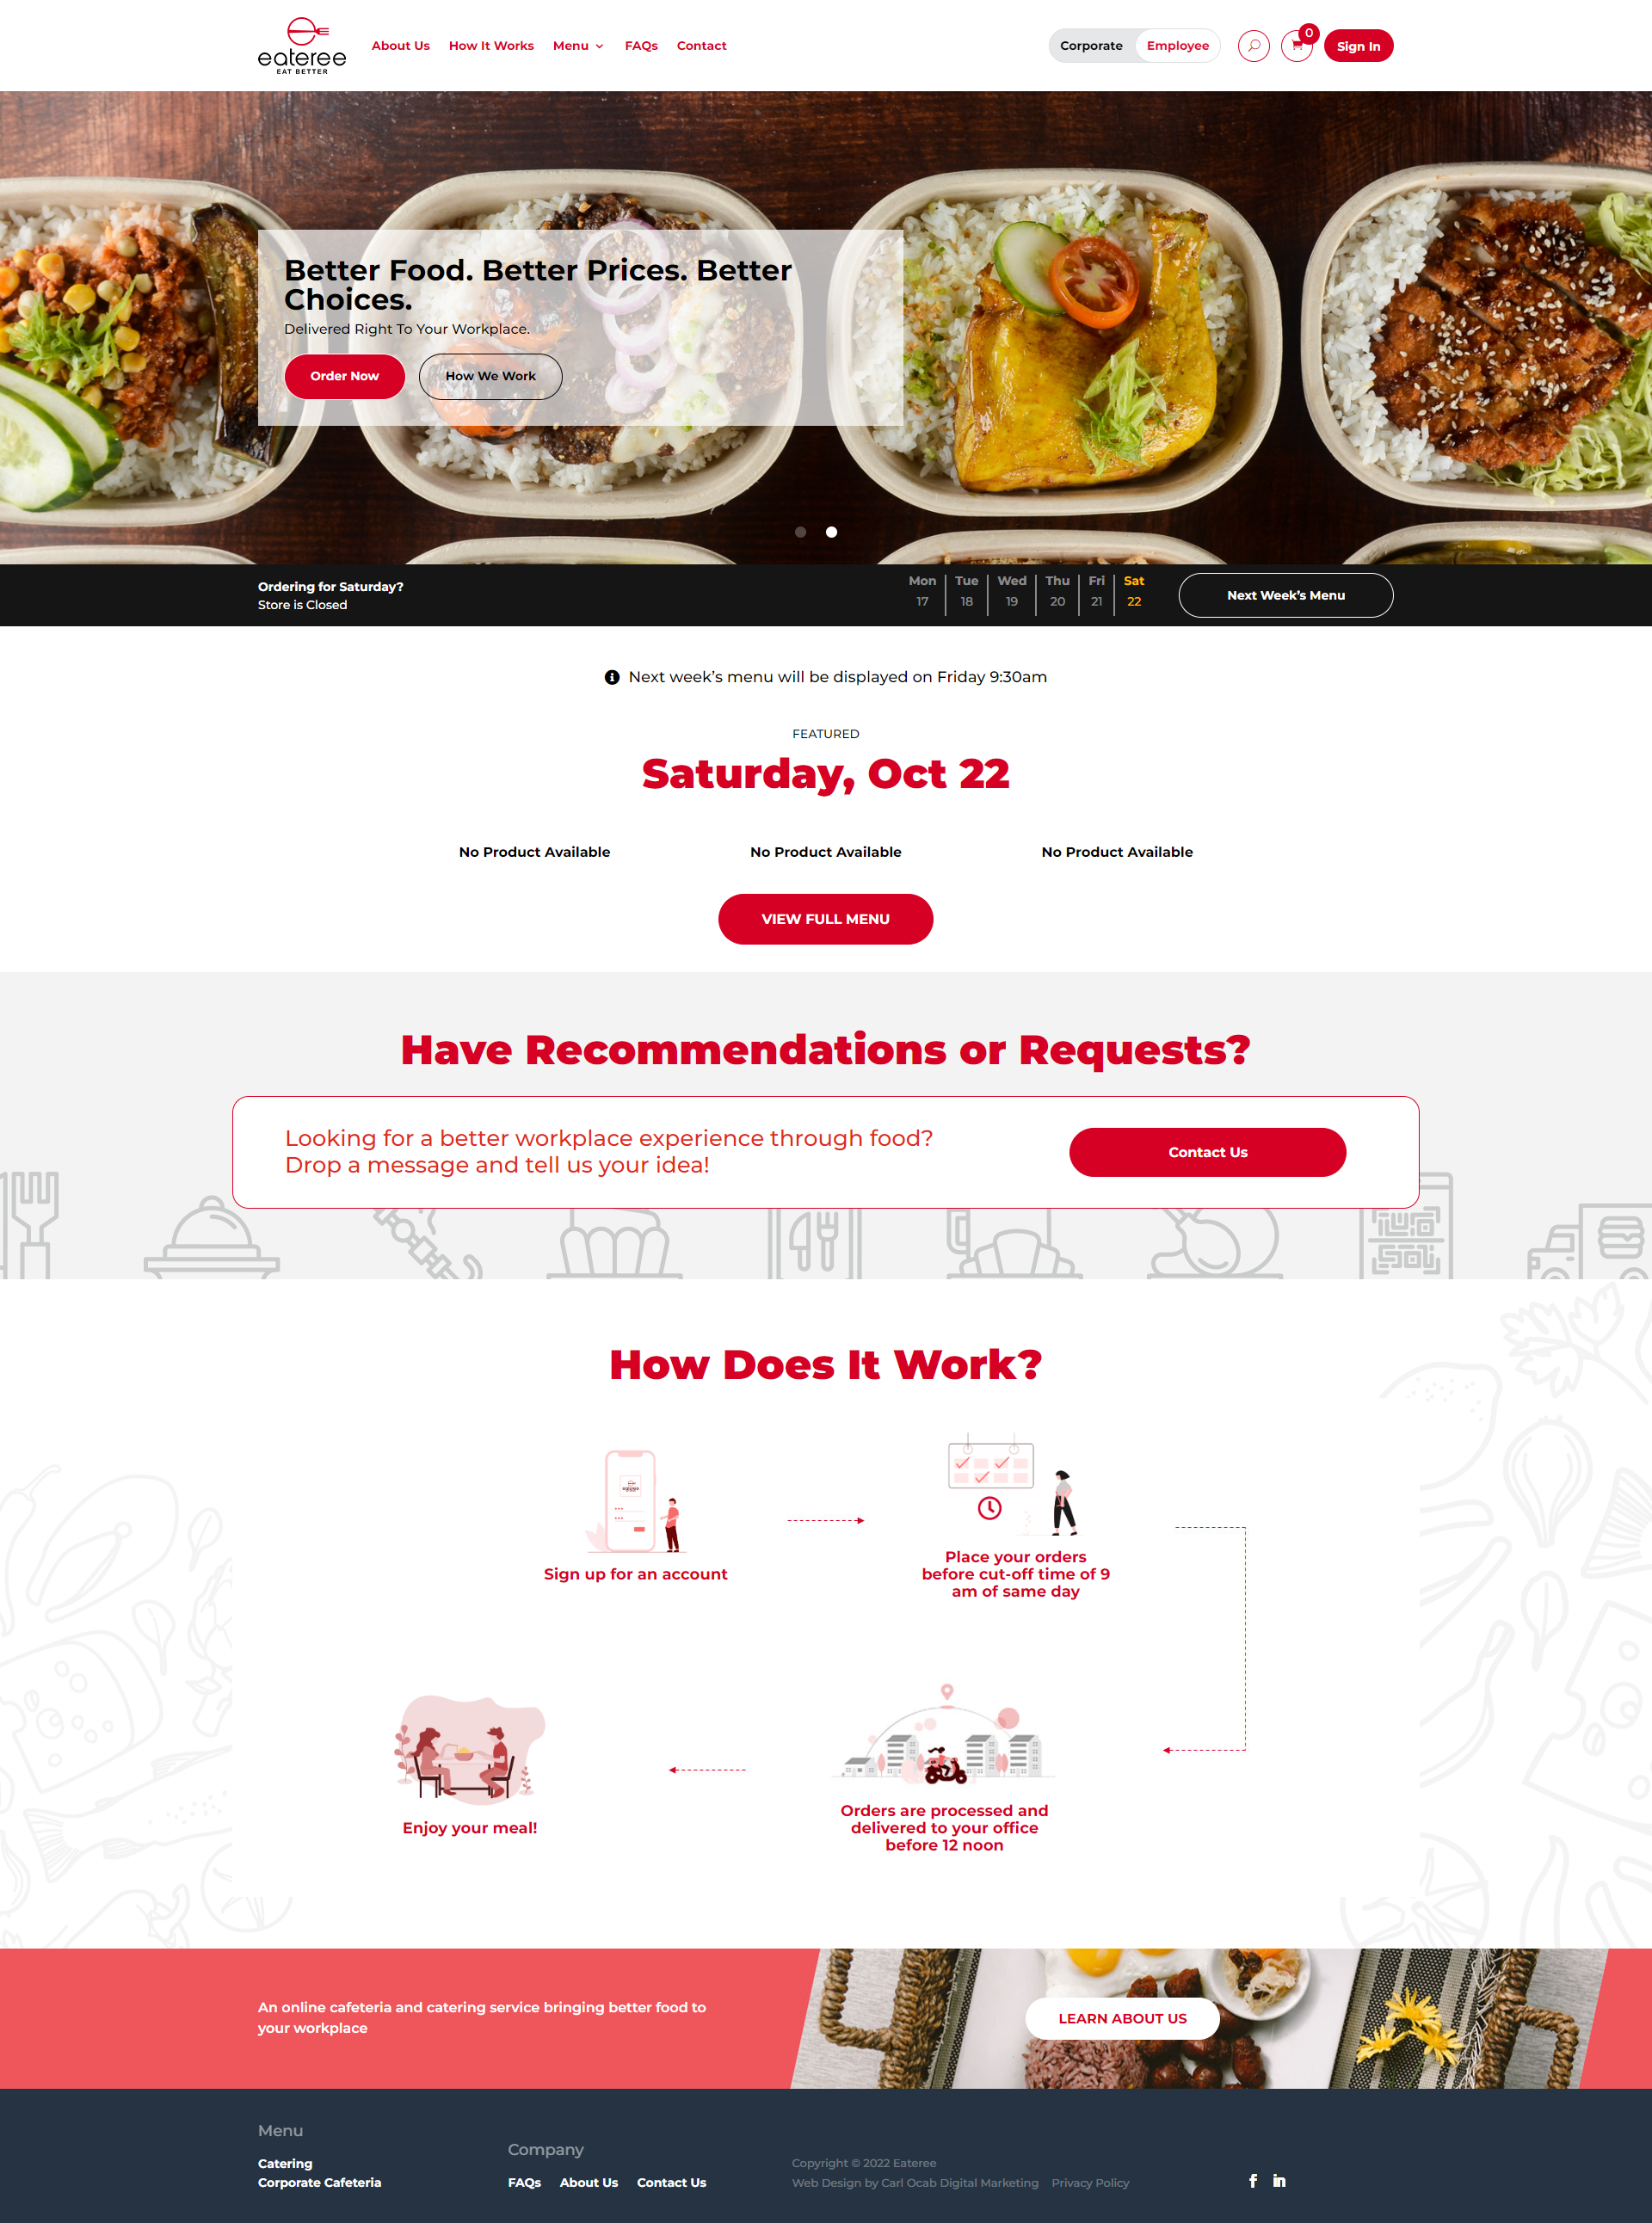 eateree
EAT BETTER
About Us
How It Works
Menu
FAQs
Contact
Corporate
Employee
0
Sign In
Better Food. Better Prices. Better
Choices.
Delivered Right To Your Workplace.
Order Now
How We Work
Ordering for Saturday?
Store is Closed
Mon
17
Tue
18
Wed
19
Thu
20
Fri
21
Sat
22
Next Week's Menu
Next week's menu will be displayed on Friday 9:30am
FEATURED
Saturday, Oct 22
No Product Available
No Product Available
No Product Available
VIEW FULL MENU
Have Recommendations or Requests?
Looking for a better workplace experience through food?
Drop a message and tell us your idea!
Contact Us
How Does It Work?
eateree
Sign up for an account
Place your orders
before cut-off time of 9
am of same day
Enjoy your meal!
Orders are processed and
delivered to your office
before 12 noon
An online cafeteria and catering service bringing better food to
your workplace
LEARN ABOUT US
Menu
Catering
Corporate Cafeteria
Company
FAQs
About Us
Contact Us
Copyright © 2022 Eateree
Web Design by Carl Ocab Digital Marketing
Privacy Policy